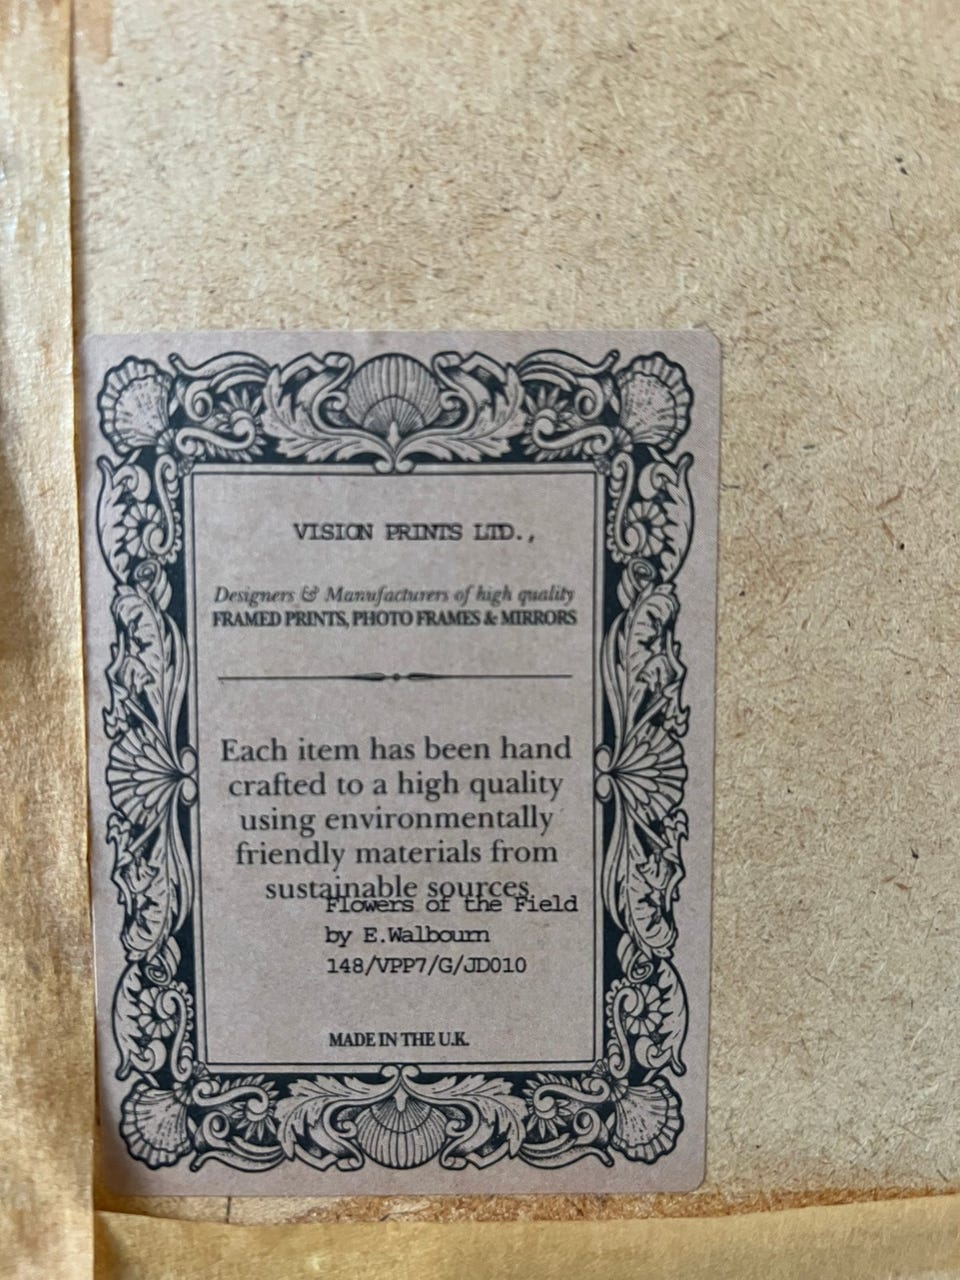 VISION PRINTS LTD.,
Designers & Manufacturers of high quality
FRAMED PRINTS, PHOTO FRAMES & MIRRORS
Each item has been hand
crafted to a high quality
using environmentally
friendly materials from
sustainable sources.
Flowers of the Field
by E.Walbourn
148/VPP7/G/JD010
MADE IN THE U.K.